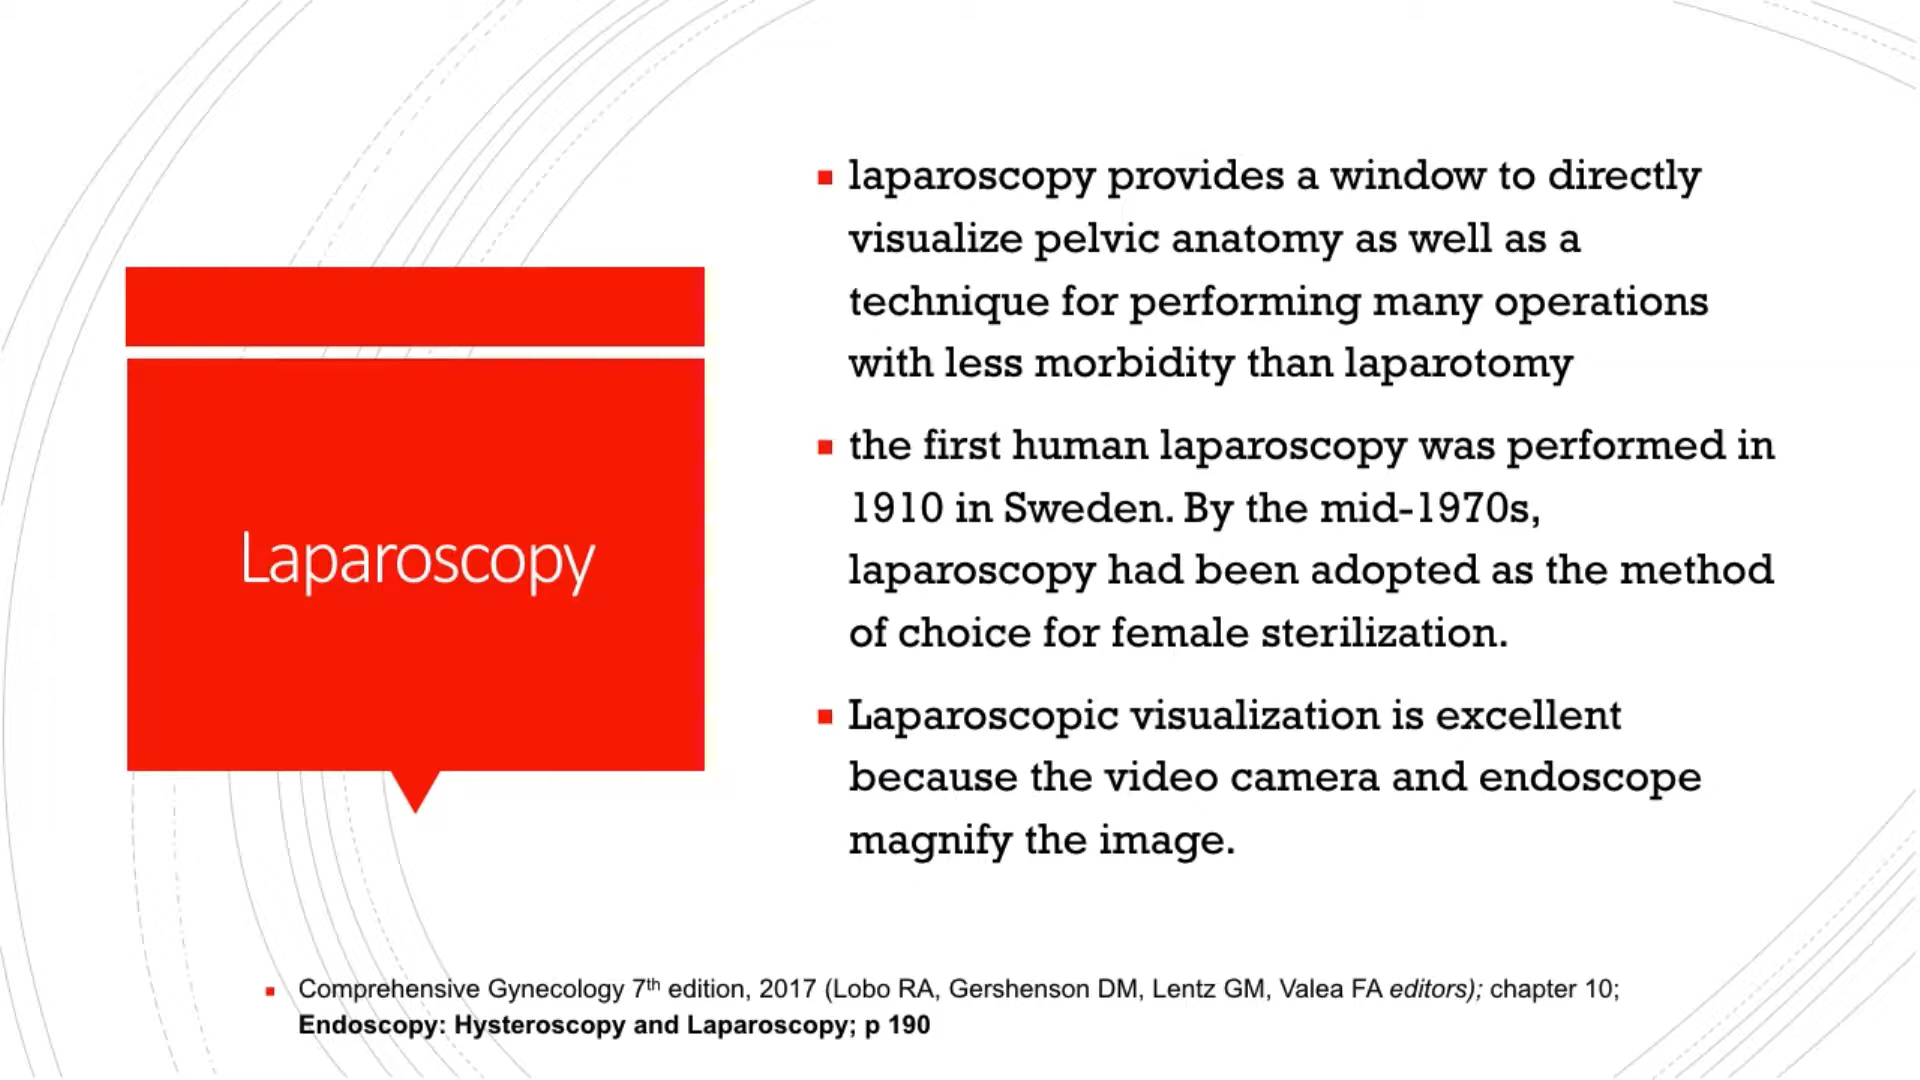 Laparoscopy
▪ laparoscopy provides a window to directly
visualize pelvic anatomy as well as a
technique for performing many operations
with less morbidity than laparotomy
▪ the first human laparoscopy was performed in
1910 in Sweden. By the mid-1970s,
laparoscopy had been adopted as the method
of choice for female sterilization.
▪ Laparoscopic visualization is excellent
because the video camera and endoscope
magnify the image.
▪ Comprehensive Gynecology 7th edition, 2017 (Lobo RA, Gershenson DM, Lentz GM, Valea FA editors); chapter 10;
Endoscopy: Hysteroscopy and Laparoscopy; p 190